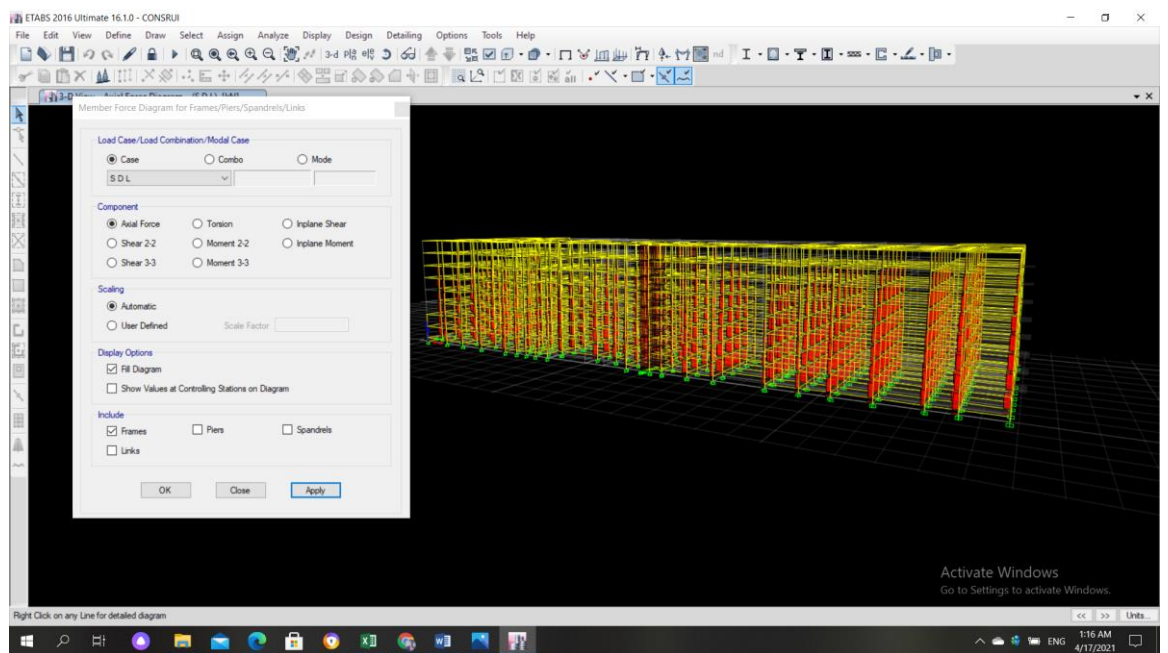 ETABS 2016 Ultimate 16.1.0 - CONSRUI
File Edit View Define Draw Select Assign Analyze Display Design Detailing Options Tools Help
3-d
nd
all
Member Force Diagram for Frames/Piers/Spandrels/Links
Load Case/Load Combination/Modal Case
Case Combo Mode
S D L
Component
Axial Force Torsion Inplane Shear
Shear 2-2 Moment 2-2 Inplane Moment
Shear 3-3 Moment 3-3
Scaling
Automatic
User Defined Scale Factor
Display Options
Fill Diagram
Show Values at Controlling Stations on Diagram
Include
Frames Piers Spandrels
Links
OK Close Apply
Activate Windows
Go to Settings to activate Windows.
Right Click on any Line for detailed diagram
<< >> Units...
ENG
1:16 AM
4/17/2021